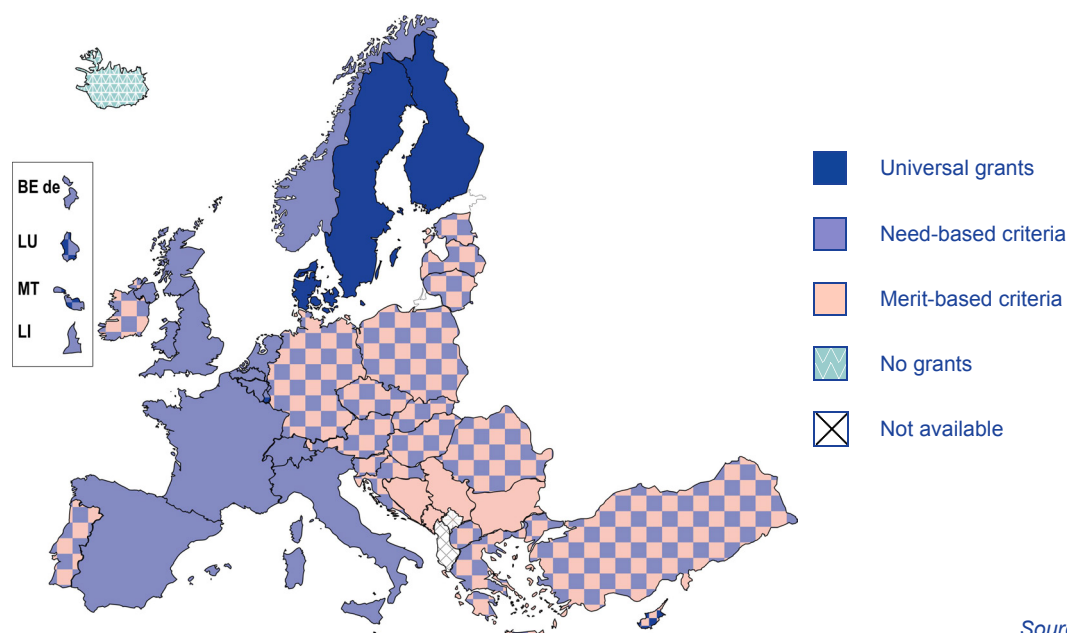 BE de
LU
MT
LI
Universal grants
Need-based criteria
Merit-based criteria
No grants
Not available